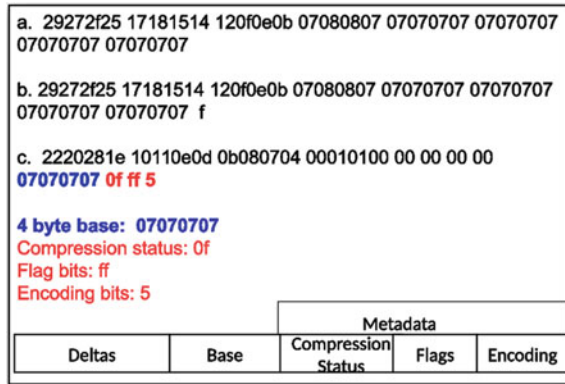 a. 29272f25 17181514 120f0e0b 07080807 07070707 07070707
07070707 07070707
b. 29272f25 17181514 120f0e0b 07080807 07070707 07070707
07070707 07070707 f
c. 2220281e 10110e0d 0b080704 00010100 00 00 00 00
07070707 0f ff 5
4 byte base: 07070707
Compression status: 0f
Flag bits: ff
Encoding bits: 5
Metadata
Deltas Base Compression Status Flags Encoding